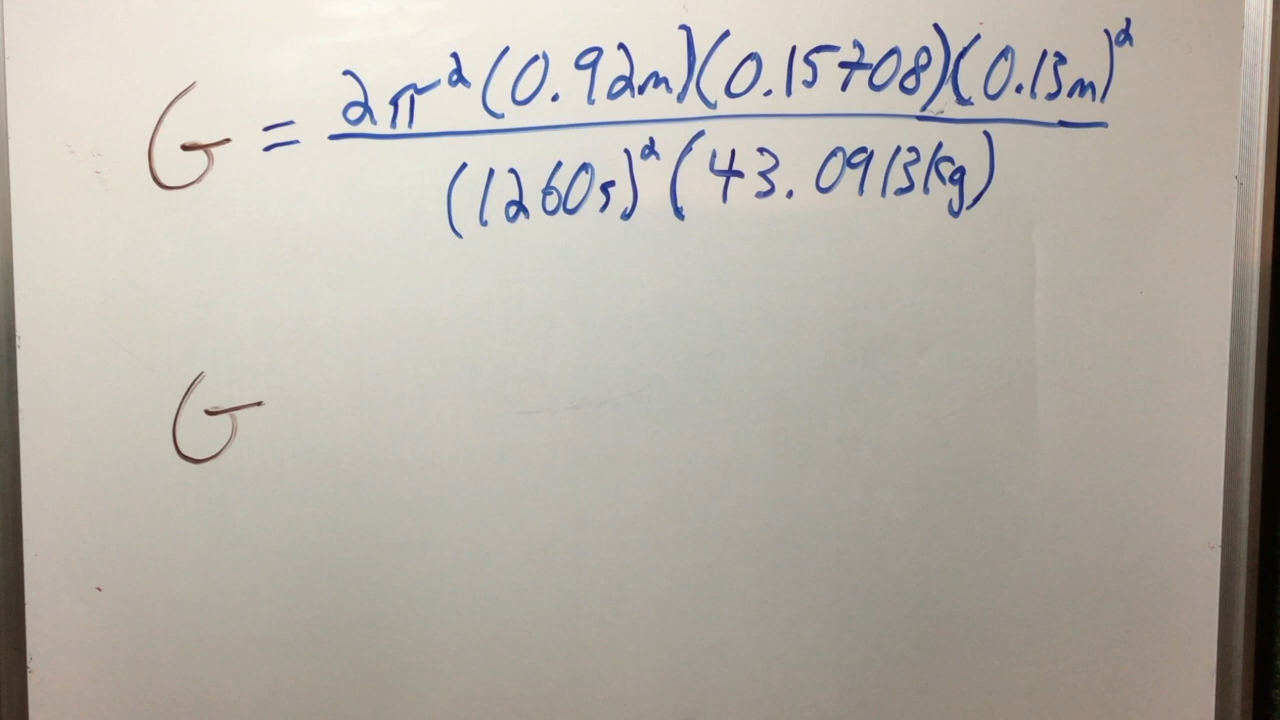 G = 2π²(0.92m)(0.15708)(0.13m)²
(1260s)²(43.0913kg)
G